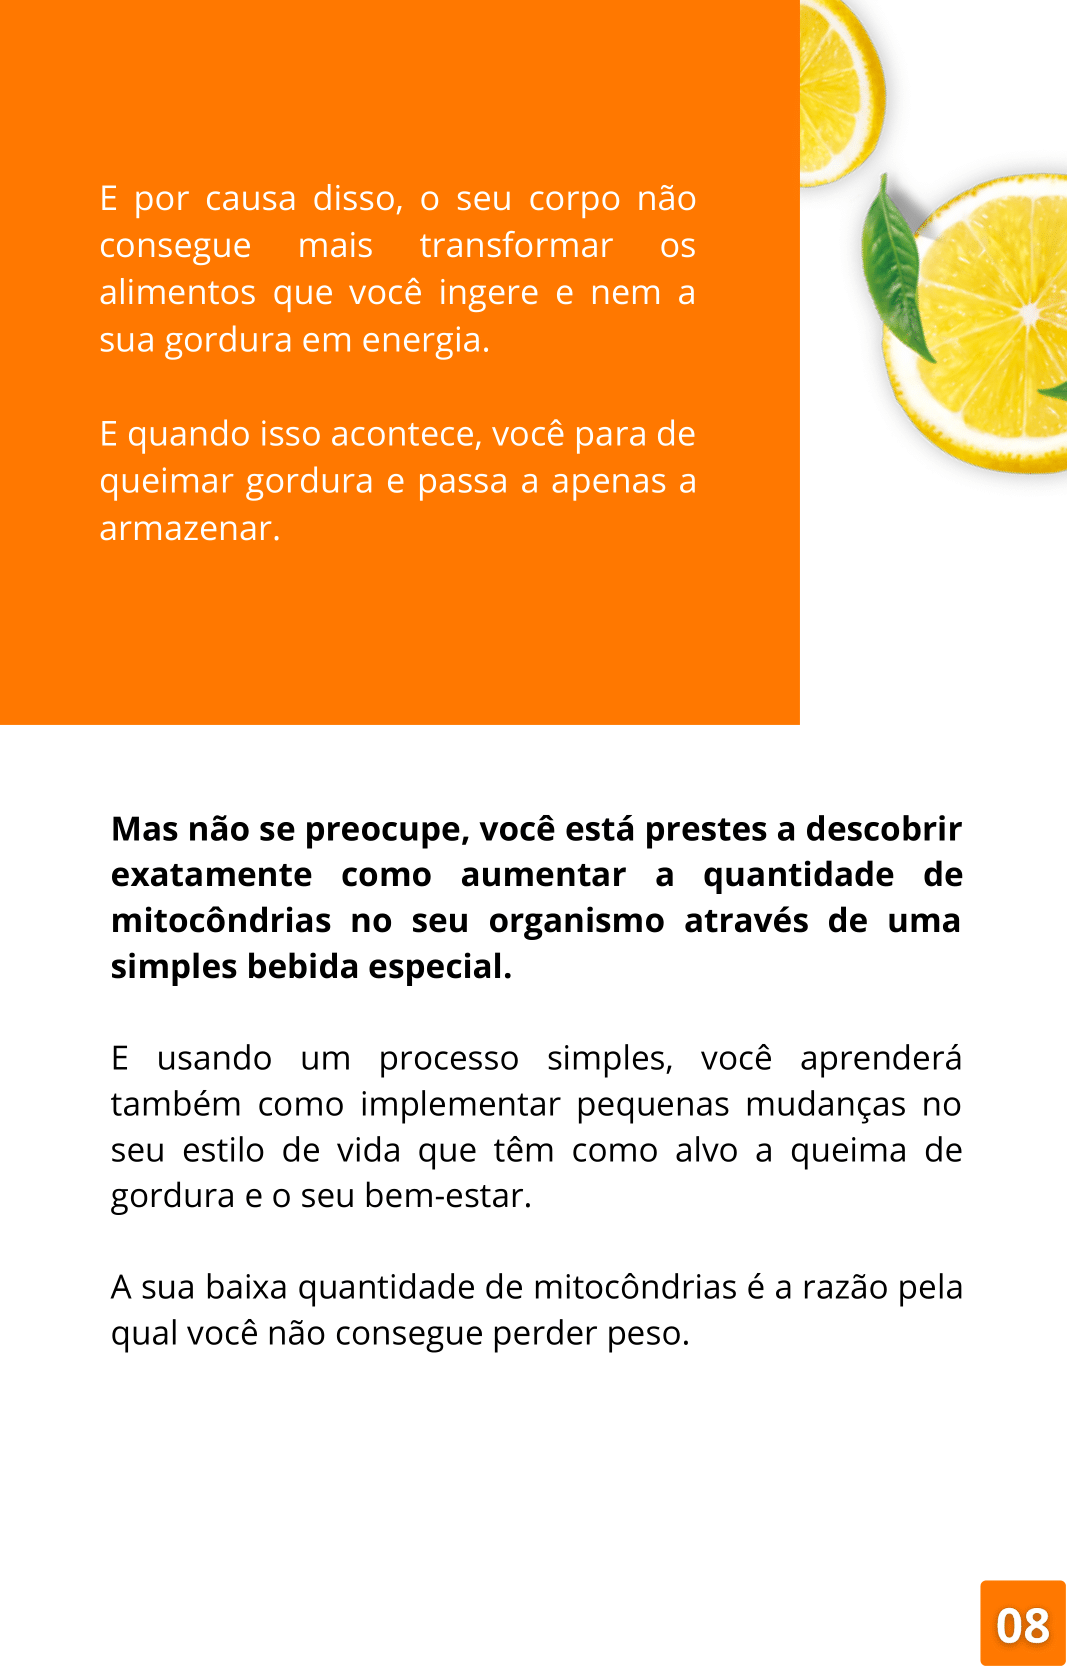 E por causa disso, o seu corpo não
consegue mais transformar os
alimentos que você ingere e nem a
sua gordura em energia.
E quando isso acontece, você para de
queimar gordura e passa a apenas a
armazenar.
Mas não se preocupe, você está prestes a descobrir
exatamente como aumentar a quantidade de
mitocôndrias no seu organismo através de uma
simples bebida especial.
E usando um processo simples, você aprenderá
também como implementar pequenas mudanças no
seu estilo de vida que têm como alvo a queima de
gordura e o seu bem-estar.
A sua baixa quantidade de mitocôndrias é a razão pela
qual você não consegue perder peso.
08